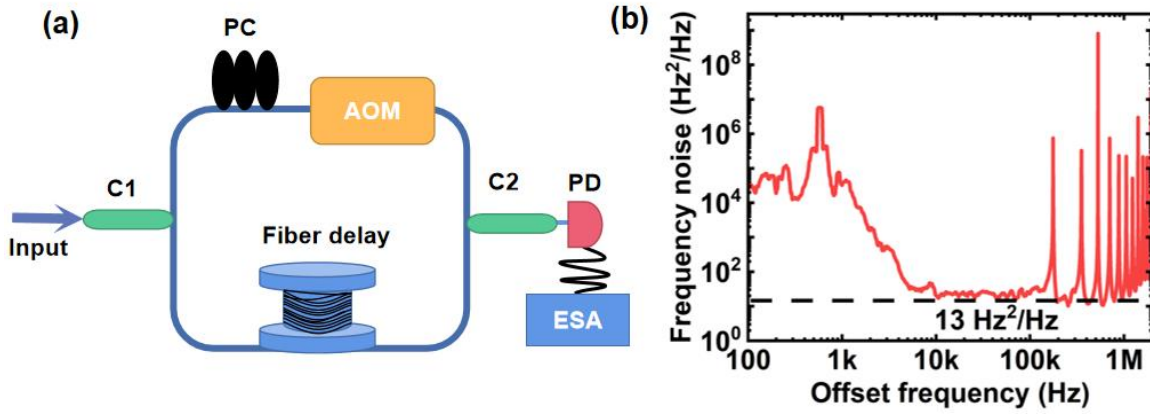 (a)
PC
AOM
C1
C2
PD
Input
Fiber delay
ESA
(b)
Frequency noise (Hz²/Hz)
10⁸
10⁶
10⁴
10²
10⁰
13 Hz²/Hz
100
1k
10k
100k
1M
Offset frequency (Hz)